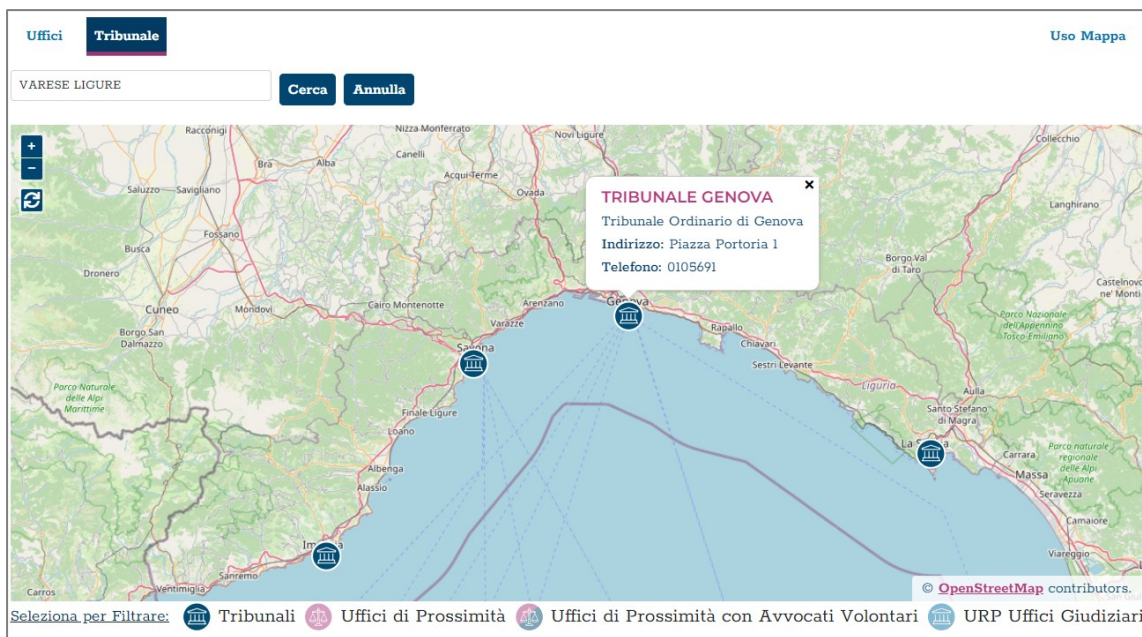 Uffici
Tribunale
Uso Mappa
VARESE LIGURE
Cerca
Annulla
+
−
Racconigi
Nizza Monferrato
Novi Ligure
Collecchio
Bra
Alba
Canelli
Acqui Terme
Saluzzo
Savigliano
Ovada
TRIBUNALE GENOVA
Tribunale Ordinario di Genova
Indirizzo: Piazza Portoria 1
Telefono: 0105691
Langhirano
Fossano
Busca
Borgo Val
di Taro
Dronero
Castelnovo
ne' Monti
Cuneo
Mondovì
Cairo Montenotte
Arenzano
Genova
Varazze
Rapallo
Chiavari
Parco Nazionale
dell'Appennino
Tosco-Emiliano
Borgo San
Dalmazzo
Savona
Sestri Levante
Parco Naturale
delle Alpi
Marittime
Liguria
Aulla
Finale Ligure
Loano
Santo Stefano
di Magra
La Spezia
Carrara
Parco naturale
regionale
delle Alpi
Apuane
Massa
Albenga
Alassio
Seravezza
Camaiore
Imperia
Viareggio
Sanremo
Ventimiglia
Carros
© OpenStreetMap contributors.
Seleziona per Filtrare:
Tribunali
Uffici di Prossimità
Uffici di Prossimità con Avvocati Volontari
URP Uffici Giudiziar